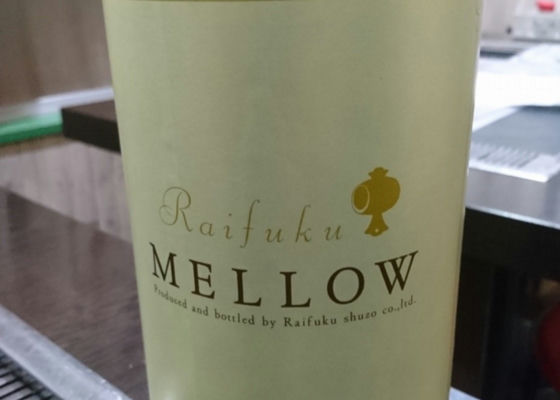 Raifuku
MELLOW
Produced and bottled by Raifuku shuzo co.,ltd.